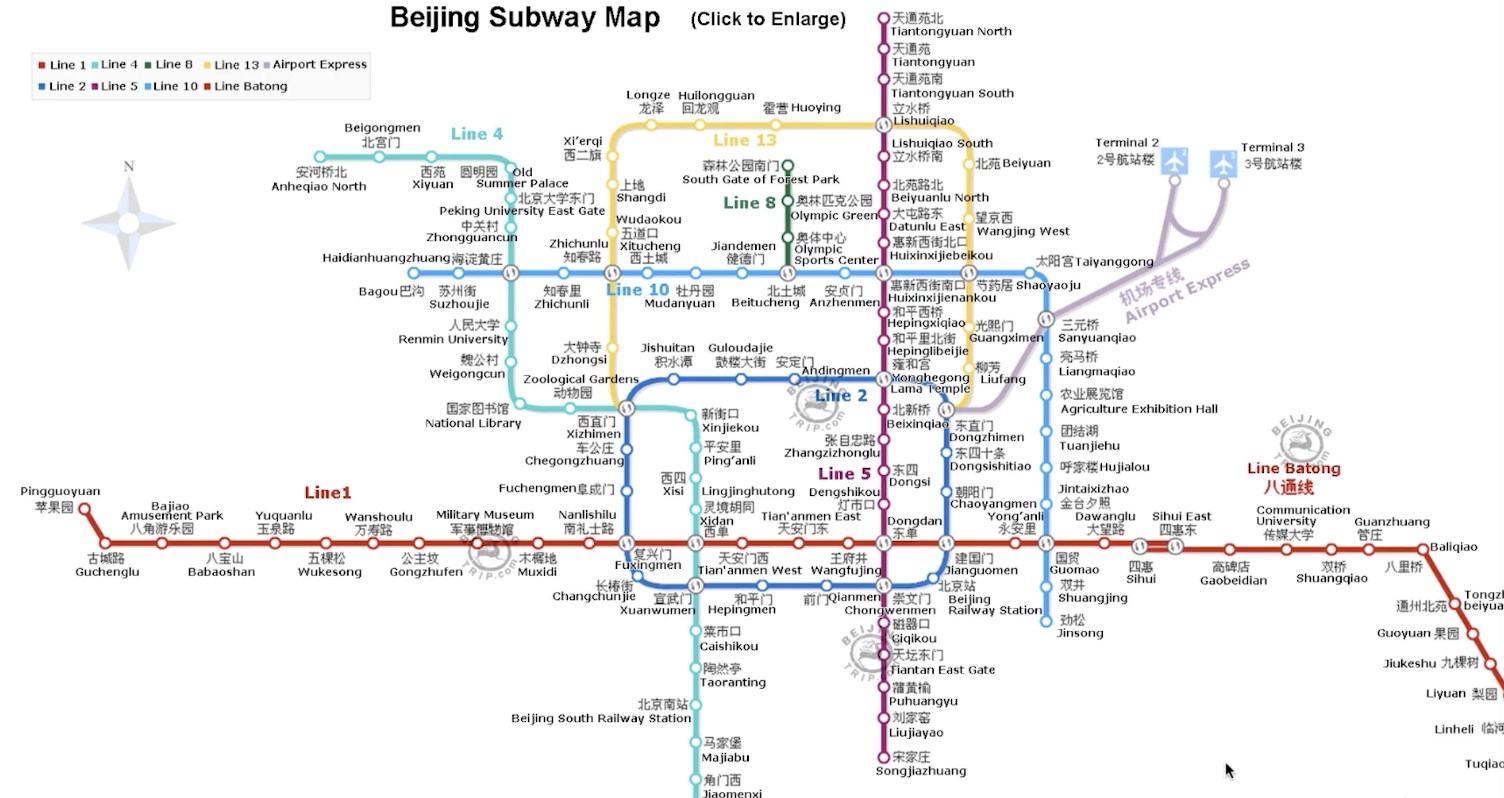 Beijing Subway Map
(Click to Enlarge)
Line 1
Line 4
Line 8
Line 13
Airport Express
Line 2
Line 5
Line 10
Line Batong
N
天通苑北
Tiantongyuan North
天通苑
Tiantongyuan
天通苑南
Tiantongyuan South
立水桥
Lishuiqiao
Lishuiqiao South
立水桥南
北苑路北
Beiyuanlu North
大屯路东
Datunlu East
惠新西街北口
Huixinxijiebeikou
惠新西街南口
Huixinxijienankou
和平西桥
Hepingxiqiao
和平里北街
Hepinglibeijie
雍和宫
Yonghegong
Lama Temple
北新桥
Beixinqiao
张自忠路
Zhangzizhonglu
Line 5
东四
Dongsi
Dengshikou
灯市口
Dongdan
东单
崇文门
Chongwenmen
磁器口
Ciqikou
天坛东门
Tiantan East Gate
蒲黄榆
Puhuangyu
刘家窑
Liujiayao
宋家庄
Songjiazhuang
Longze
龙泽
Huilongguan
回龙观
霍营 Huoying
Line 13
Xi'erqi
西二旗
上地
Shangdi
Wudaokou
五道口
Zhichunlu
知春路
大钟寺
Dzhongsi
北苑 Beiyuan
望京西
Wangjing West
芍药居 Shaoyaoju
光熙门
Guangximen
柳芳
Liufang
森林公园南门
South Gate of Forest Park
Line 8
奥林匹克公园
Olympic Green
奥体中心
Olympic
Sports Center
Line 4
安河桥北
Anheqiao North
Beigongmen
北宫门
西苑
Xiyuan
圆明园
Old
Summer Palace
北京大学东门
Peking University East Gate
中关村
Zhongguancun
Haidianhuangzhuang 海淀黄庄
人民大学
Renmin University
魏公村
Weigongcun
国家图书馆
National Library
Zoological Gardens
动物园
西直门
Xizhimen
新街口
Xinjiekou
平安里
Ping'anli
西四
Xisi
Lingjinghutong
灵境胡同
Xidan
西单
宣武门
Xuanwumen
菜市口
Caishikou
陶然亭
Taoranting
北京南站
Beijing South Railway Station
马家堡
Majiabu
角门西
Jiaomenxi
Bagou 巴沟
苏州街
Suzhoujie
知春里
Zhichunli
Line 10
Xitucheng
西土城
Mudanyuan
牡丹园
Jiandemen
健德门
北土城
Beitucheng
安贞门
Anzhenmen
太阳宫 Taiyanggong
三元桥
Sanyuanqiao
亮马桥
Liangmaqiao
农业展览馆
Agriculture Exhibition Hall
团结湖
Tuanjiehu
呼家楼 Hujialou
Jintaixizhao
金台夕照
国贸
Guomao
双井
Shuangjing
劲松
Jinsong
Terminal 2
2号航站楼
2
Terminal 3
3号航站楼
3
机场专线
Airport Express
Line 2
Jishuitan
积水潭
Guloudajie
鼓楼大街
安定门
Andingmen
东直门
Dongzhimen
东四十条
Dongsishitiao
朝阳门
Chaoyangmen
建国门
Jianguomen
北京站
Beijing
Railway Station
前门 Qianmen
和平门
Hepingmen
长椿街
Changchunjie
复兴门
Fuxingmen
Fuchengmen 阜成门
车公庄
Chegongzhuang
Line1
Pingguoyuan
苹果园
古城路
Guchenglu
Bajiao
Amusement Park
八角游乐园
八宝山
Babaoshan
Yuquanlu
玉泉路
五棵松
Wukesong
Wanshoulu
万寿路
公主坟
Gongzhufen
Military Museum
军事博物馆
木樨地
Muxidi
Nanlishilu
南礼士路
天安门西
Tian'anmen West
Tian'anmen East
天安门东
王府井
Wangfujing
Yong'anli
永安里
Dawanglu
大望路
四惠
Sihui
Sihui East
四惠东
Line Batong
八通线
高碑店
Gaobeidian
Communication
University
传媒大学
双桥
Shuangqiao
Guanzhuang
管庄
八里桥
Baliqiao
通州北苑
Tongzh
beiyua
Guoyuan 果园
Jiukeshu 九棵树
Liyuan 梨园
Linheli 临河
Tuqiao
BEIJING
TRIP.com
BEIJING
TRIP.com
BEIJING
TRIP.com
BEIJING
TRIP.com